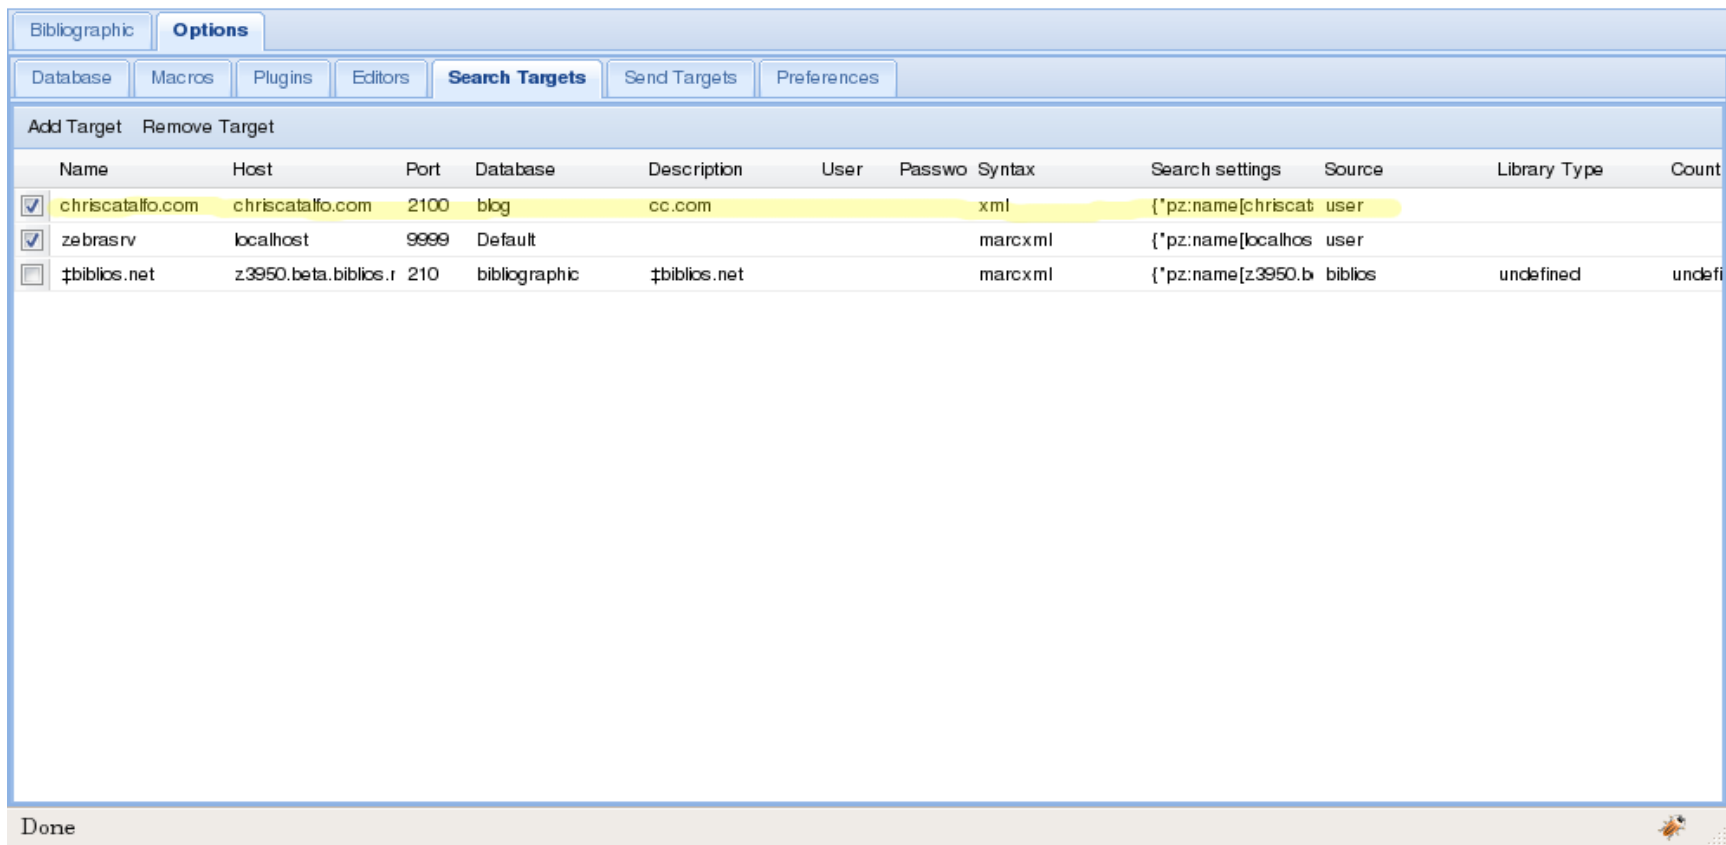 Bibliographic Options
Database Macros Plugins Editors Search Targets Send Targets Preferences
Add Target Remove Target
Name Host Port Database Description User Passwo Syntax Search settings Source Library Type Count
chriscatalfo.com chriscatalfo.com 2100 blog cc.com xml {"pz:name[chriscat user
zebrasrv localhost 9999 Default marcxml {"pz:name[localhos user
‡biblios.net z3950.beta.biblios.r 210 bibliographic ‡biblios.net marcxml {"pz:name[z3950.b biblios undefined undefi
Done